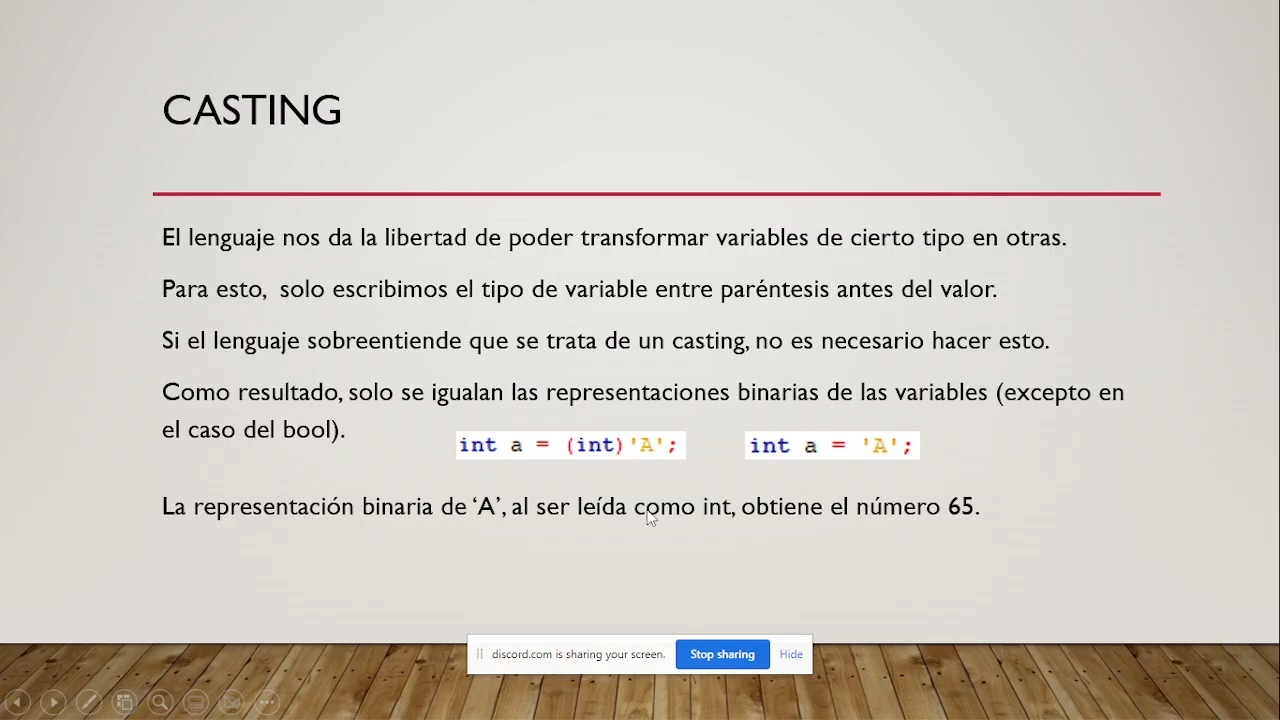 CASTING
El lenguaje nos da la libertad de poder transformar variables de cierto tipo en otras.
Para esto, solo escribimos el tipo de variable entre paréntesis antes del valor.
Si el lenguaje sobreentiende que se trata de un casting, no es necesario hacer esto.
Como resultado, solo se igualan las representaciones binarias de las variables (excepto en
el caso del bool).
int a = (int)'A';
int a = 'A';
La representación binaria de ‘A’, al ser leída como int, obtiene el número 65.
discord.com is sharing your screen.
Stop sharing
Hide